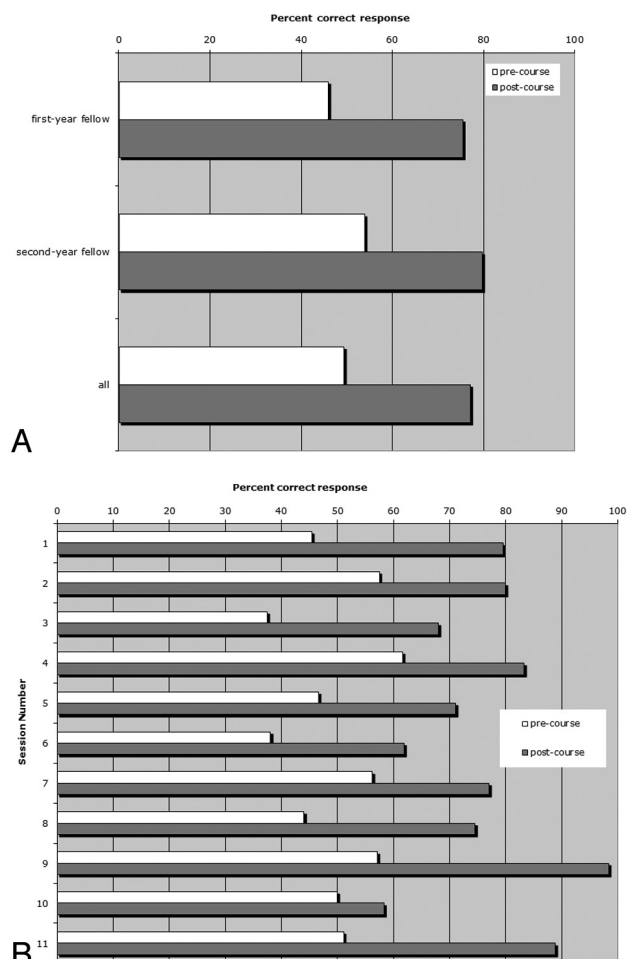 Percent correct response
0 20 40 60 80 100
pre-course
post-course
first-year fellow
second-year fellow
all
A
Percent correct response
0 10 20 30 40 50 60 70 80 90 100
Session Number
1
2
3
4
5
pre-course
6
post-course
7
8
9
10
11
B